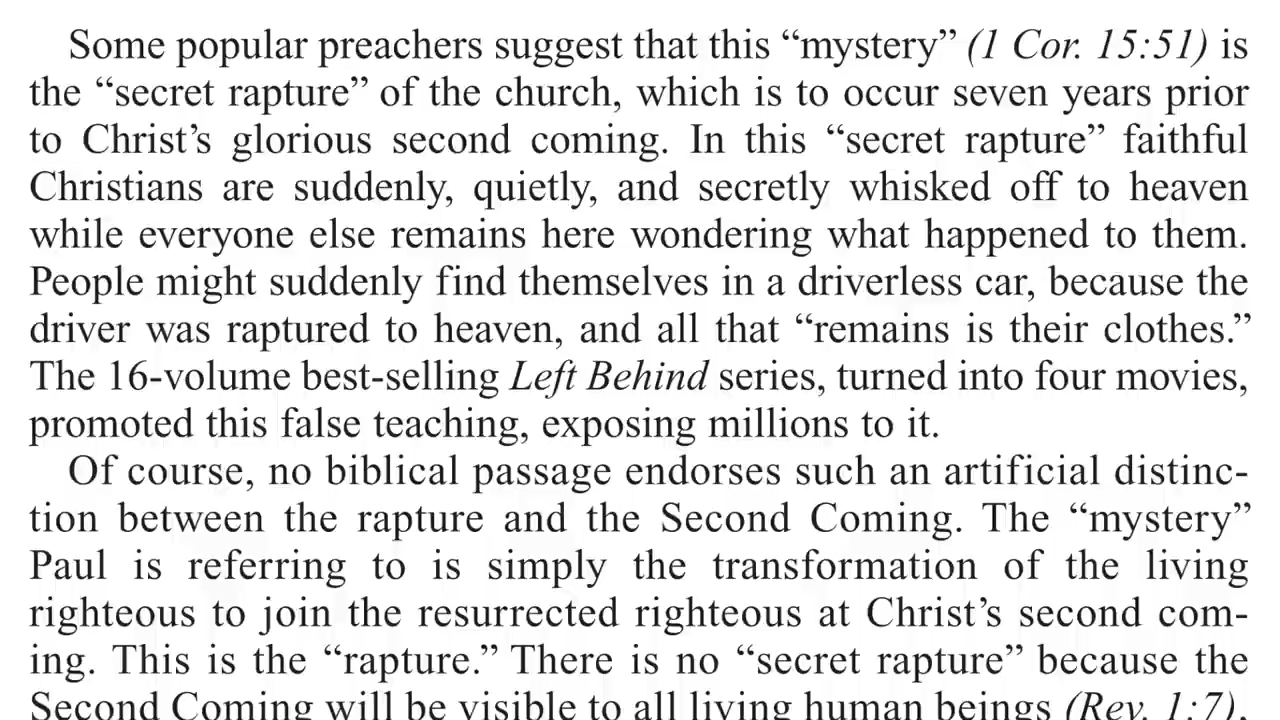 Some popular preachers suggest that this “mystery” (1 Cor. 15:51) is
the “secret rapture” of the church, which is to occur seven years prior
to Christ’s glorious second coming. In this “secret rapture” faithful
Christians are suddenly, quietly, and secretly whisked off to heaven
while everyone else remains here wondering what happened to them.
People might suddenly find themselves in a driverless car, because the
driver was raptured to heaven, and all that “remains is their clothes.”
The 16-volume best-selling Left Behind series, turned into four movies,
promoted this false teaching, exposing millions to it.
Of course, no biblical passage endorses such an artificial distinc-
tion between the rapture and the Second Coming. The “mystery”
Paul is referring to is simply the transformation of the living
righteous to join the resurrected righteous at Christ’s second com-
ing. This is the “rapture.” There is no “secret rapture” because the
Second Coming will be visible to all living human beings (Rev. 1:7),